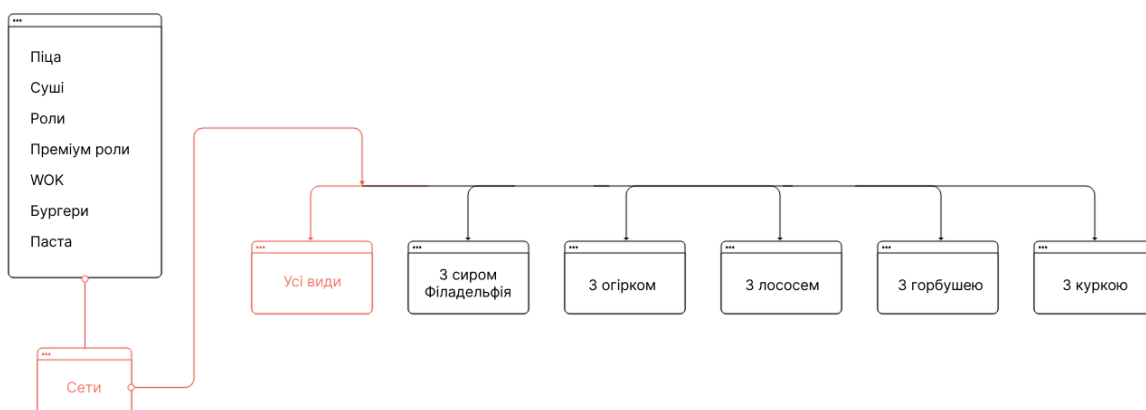 Піца
Суші
Роли
Преміум роли
WOK
Бургери
Паста
Усі види
З сиром
Філадельфія
З огірком
З лососем
З горбушею
З куркою
Сети